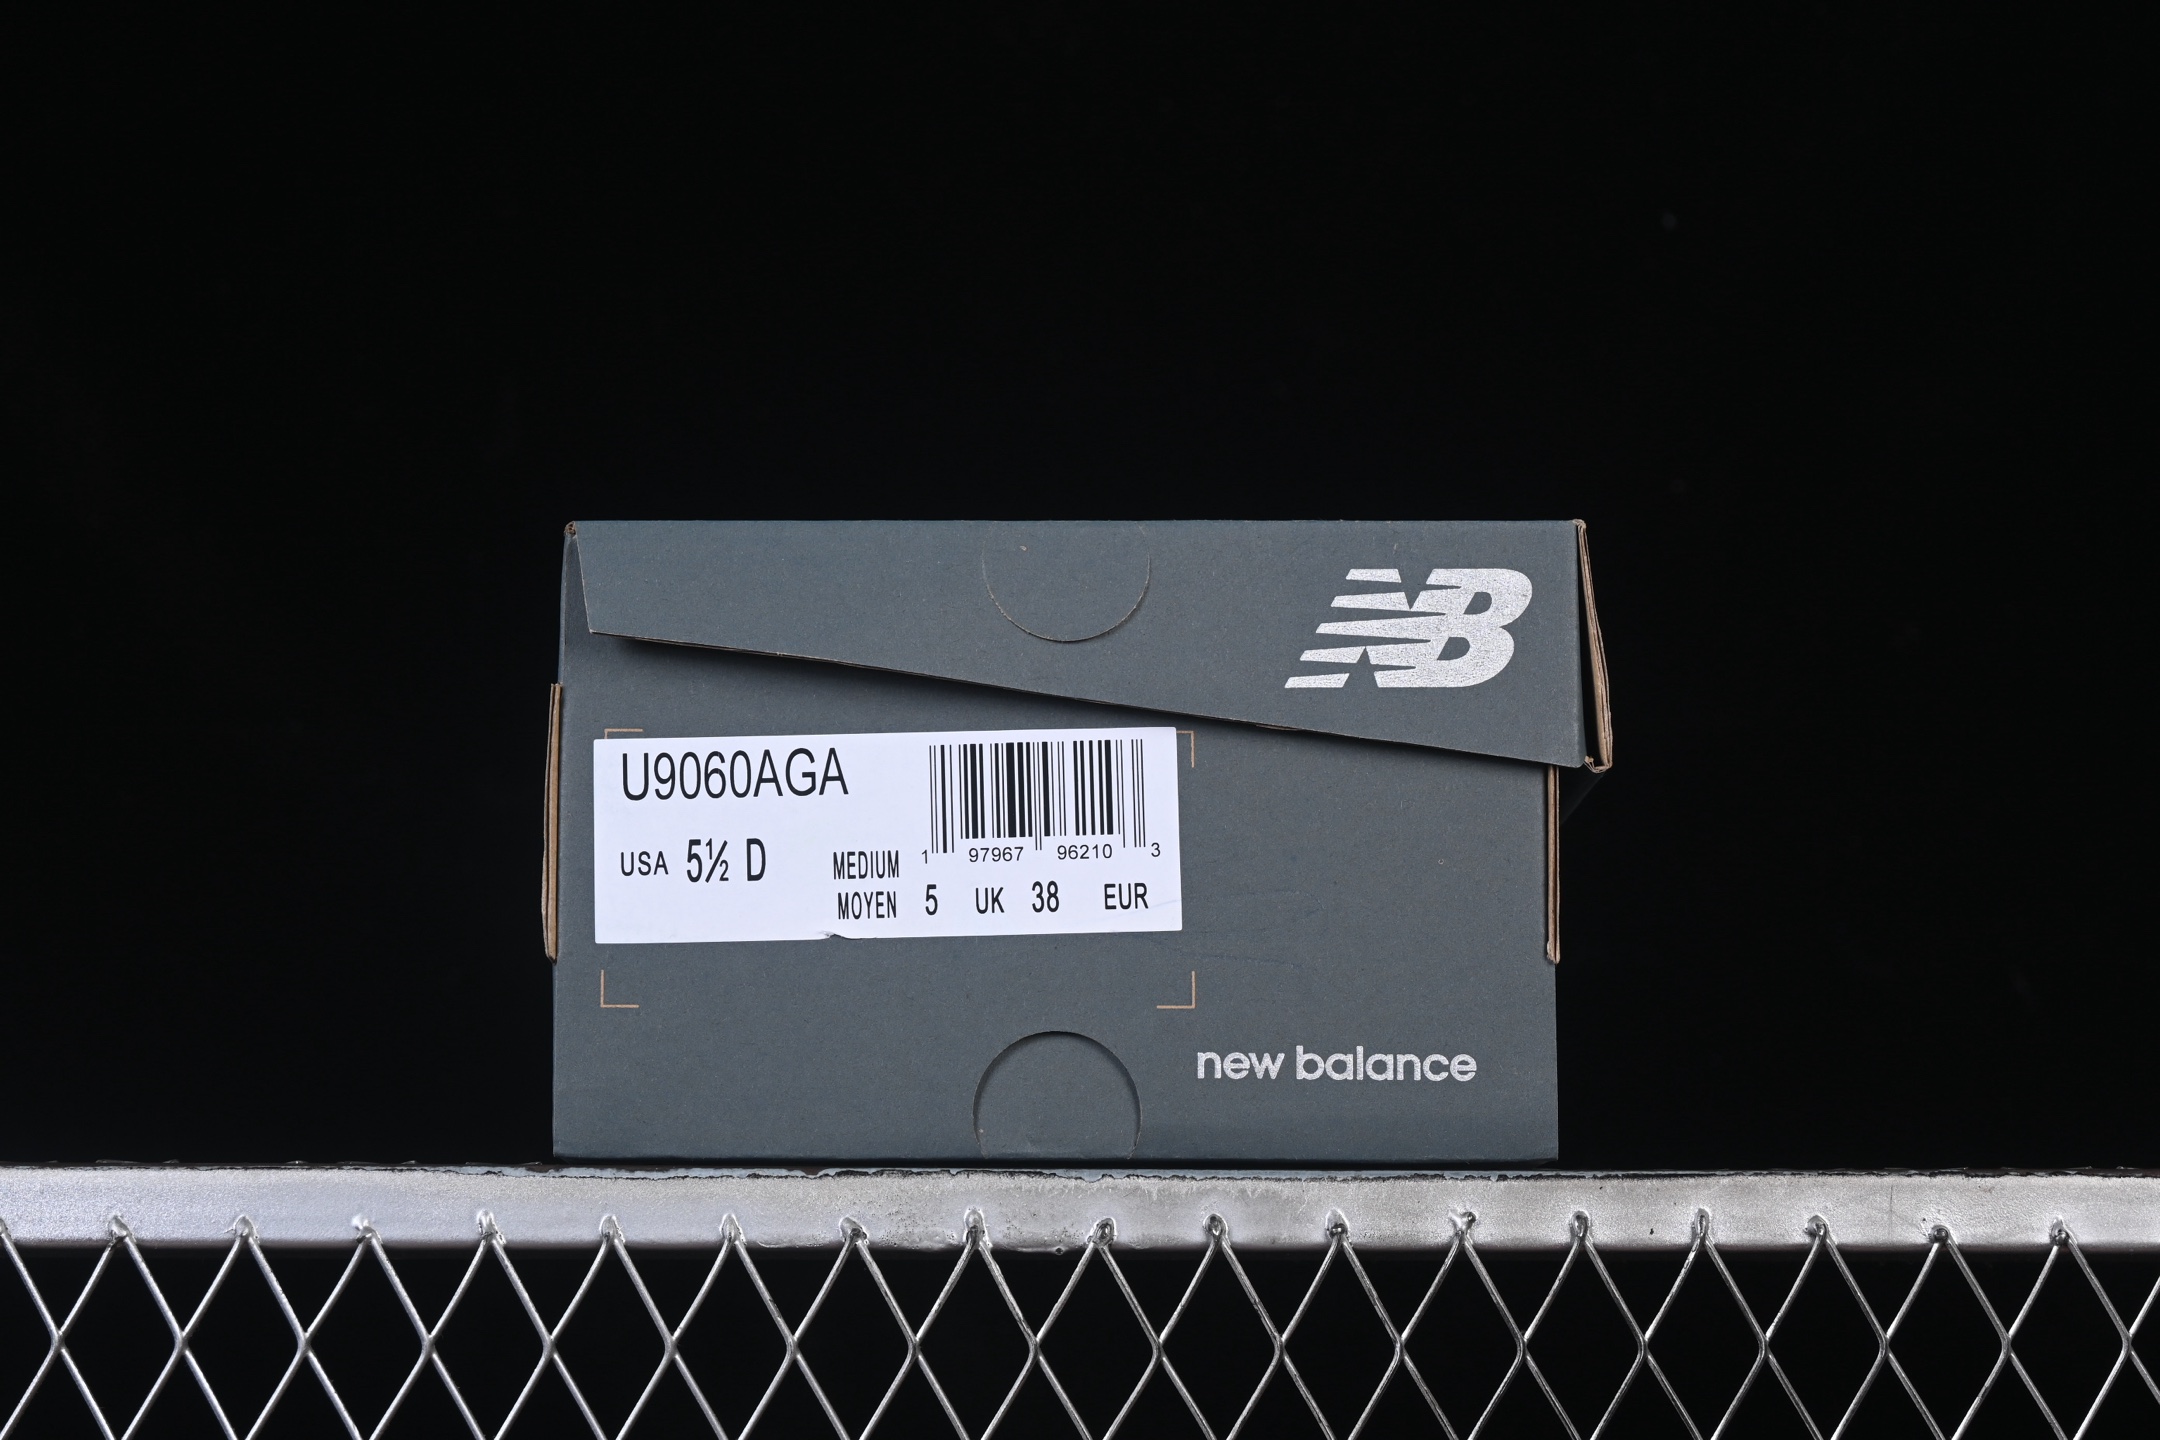 NB
U9060AGA
USA 5½ D
1 97967 96210 3
MEDIUM
MOYEN 5 UK 38 EUR
new balance